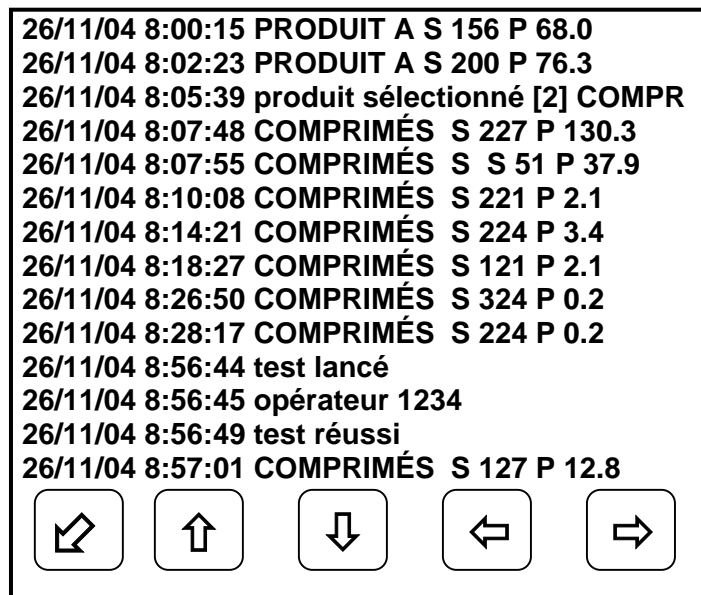 26/11/04 8:00:15 PRODUIT A S 156 P 68.0
26/11/04 8:02:23 PRODUIT A S 200 P 76.3
26/11/04 8:05:39 produit sélectionné [2] COMPR
26/11/04 8:07:48 COMPRIMÉS  S 227 P 130.3
26/11/04 8:07:55 COMPRIMÉS  S  S 51 P 37.9
26/11/04 8:10:08 COMPRIMÉS  S 221 P 2.1
26/11/04 8:14:21 COMPRIMÉS  S 224 P 3.4
26/11/04 8:18:27 COMPRIMÉS  S 121 P 2.1
26/11/04 8:26:50 COMPRIMÉS  S 324 P 0.2
26/11/04 8:28:17 COMPRIMÉS  S 224 P 0.2
26/11/04 8:56:44 test lancé
26/11/04 8:56:45 opérateur 1234
26/11/04 8:56:49 test réussi
26/11/04 8:57:01 COMPRIMÉS  S 127 P 12.8